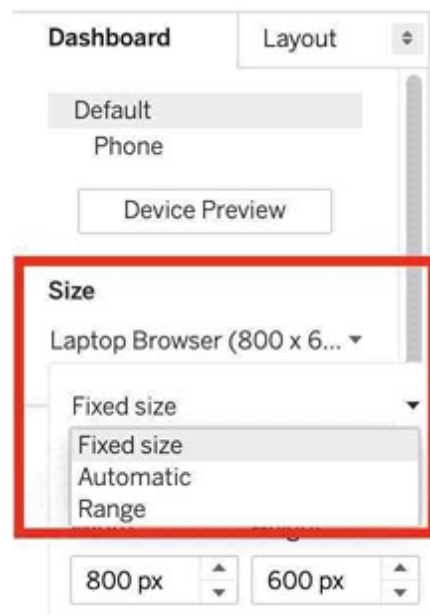 Dashboard Layout
Default
Phone
Device Preview
Size
Laptop Browser (800 x 6...
Fixed size
Fixed size
Automatic
Range
800 px 600 px